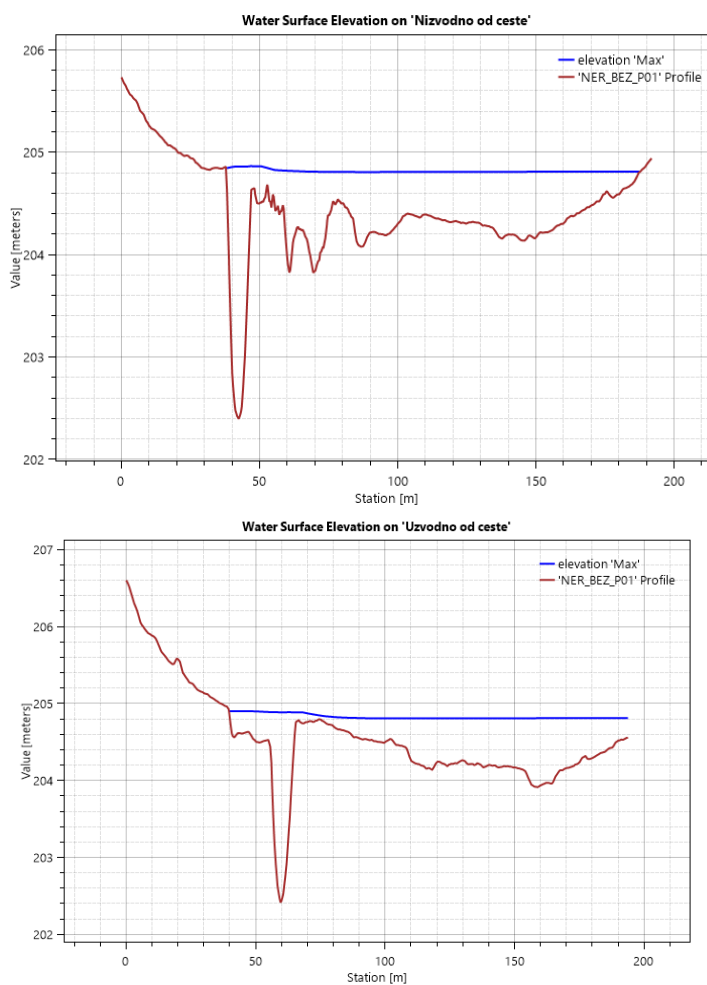 Water Surface Elevation on 'Nizvodno od ceste'
elevation 'Max'
'NER_BEZ_P01' Profile
206
205
204
203
202
Value [meters]
0 50 100 150 200
Station [m]
Water Surface Elevation on 'Uzvodno od ceste'
elevation 'Max'
'NER_BEZ_P01' Profile
207
206
205
204
203
202
Value [meters]
0 50 100 150 200
Station [m]